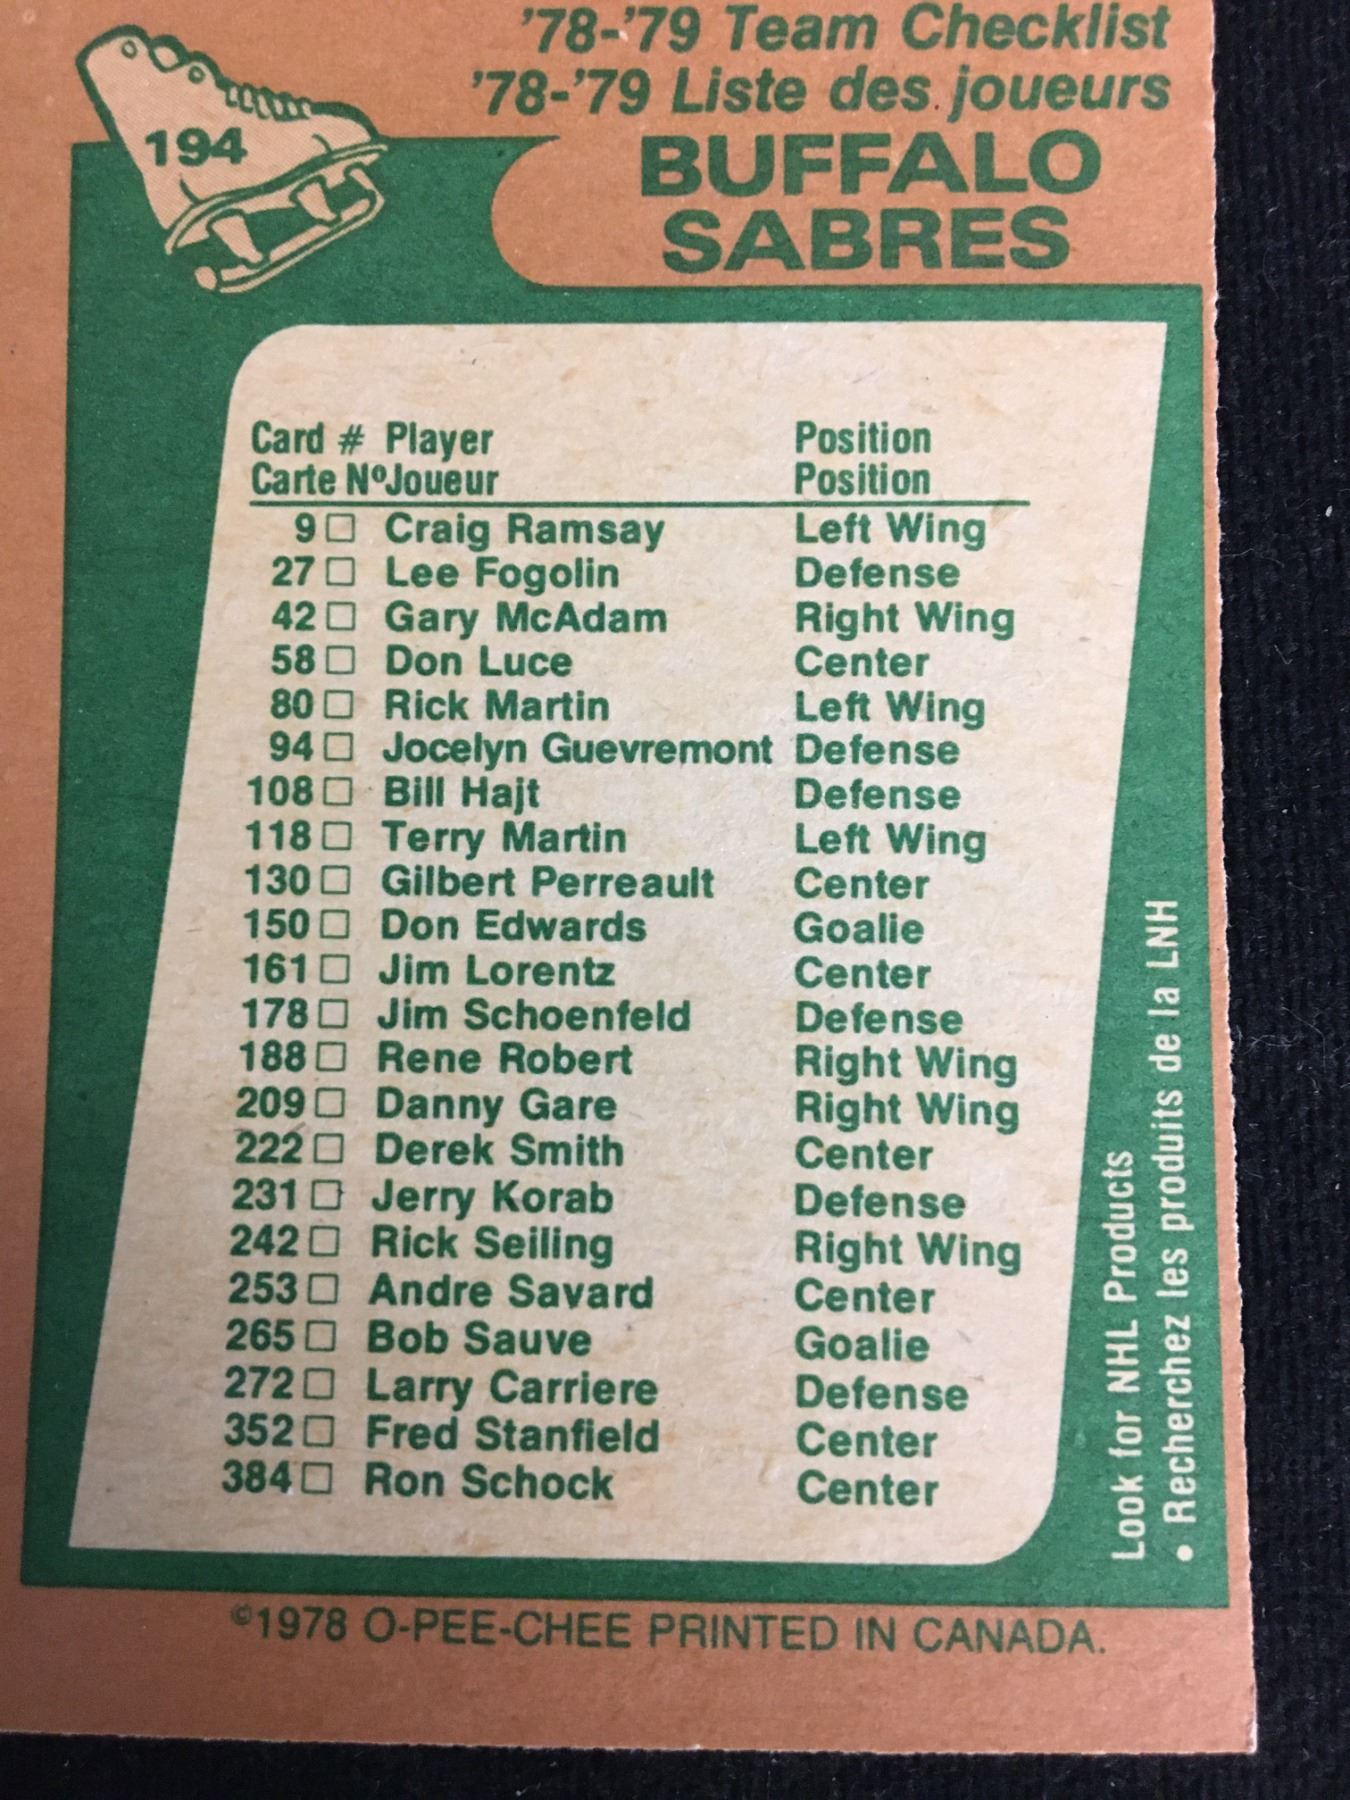 '78-'79 Team Checklist
'78-'79 Liste des joueurs
194
BUFFALO
SABRES
Card # Player Position
Carte Nº Joueur Position
9 □ Craig Ramsay Left Wing
27 □ Lee Fogolin Defense
42 □ Gary McAdam Right Wing
58 □ Don Luce Center
80 □ Rick Martin Left Wing
94 □ Jocelyn Guevremont Defense
108 □ Bill Hajt Defense
118 □ Terry Martin Left Wing
130 □ Gilbert Perreault Center
150 □ Don Edwards Goalie
161 □ Jim Lorentz Center
178 □ Jim Schoenfeld Defense
188 □ Rene Robert Right Wing
209 □ Danny Gare Right Wing
222 □ Derek Smith Center
231 □ Jerry Korab Defense
242 □ Rick Seiling Right Wing
253 □ Andre Savard Center
265 □ Bob Sauve Goalie
272 □ Larry Carriere Defense
352 □ Fred Stanfield Center
384 □ Ron Schock Center
Look for NHL Products
• Recherchez les produits de la LNH
©1978 O-PEE-CHEE PRINTED IN CANADA.